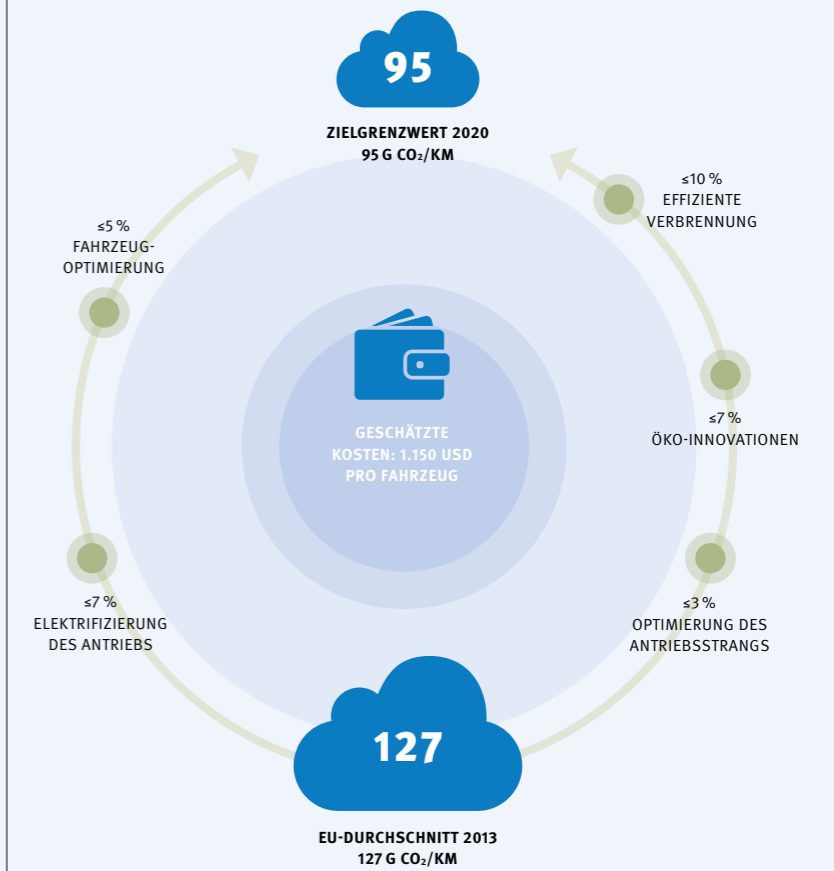 95
ZIELGRENZWERT 2020
95 G CO₂/KM
≤10 %
EFFIZIENTE
VERBRENNUNG
≤5 %
FAHRZEUG-
OPTIMIERUNG
≤7 %
ÖKO-INNOVATIONEN
GESCHÄTZTE
KOSTEN: 1.150 USD
PRO FAHRZEUG
≤7 %
ELEKTRIFIZIERUNG
DES ANTRIEBS
≤3 %
OPTIMIERUNG DES
ANTRIEBSSTRANGS
127
EU-DURCHSCHNITT 2013
127 G CO₂/KM